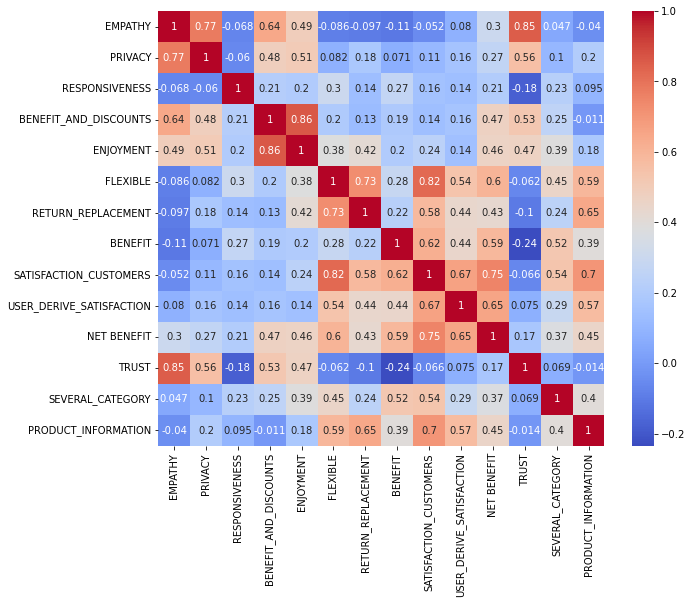 EMPATHY 1 0.77 -0.068 0.64 0.49 -0.086 -0.097 -0.11 -0.052 0.08 0.3 0.85 0.047 -0.04
PRIVACY 0.77 1 -0.06 0.48 0.51 0.082 0.18 0.071 0.11 0.16 0.27 0.56 0.1 0.2
RESPONSIVENESS -0.068 -0.06 1 0.21 0.2 0.3 0.14 0.27 0.16 0.14 0.21 -0.18 0.23 0.095
BENEFIT_AND_DISCOUNTS 0.64 0.48 0.21 1 0.86 0.2 0.13 0.19 0.14 0.16 0.47 0.53 0.25 -0.011
ENJOYMENT 0.49 0.51 0.2 0.86 1 0.38 0.42 0.2 0.24 0.14 0.46 0.47 0.39 0.18
FLEXIBLE -0.086 0.082 0.3 0.2 0.38 1 0.73 0.28 0.82 0.54 0.6 -0.062 0.45 0.59
RETURN_REPLACEMENT -0.097 0.18 0.14 0.13 0.42 0.73 1 0.22 0.58 0.44 0.43 -0.1 0.24 0.65
BENEFIT -0.11 0.071 0.27 0.19 0.2 0.28 0.22 1 0.62 0.44 0.59 -0.24 0.52 0.39
SATISFACTION_CUSTOMERS -0.052 0.11 0.16 0.14 0.24 0.82 0.58 0.62 1 0.67 0.75 -0.066 0.54 0.7
USER_DERIVE_SATISFACTION 0.08 0.16 0.14 0.16 0.14 0.54 0.44 0.44 0.67 1 0.65 0.075 0.29 0.57
NET BENEFIT 0.3 0.27 0.21 0.47 0.46 0.6 0.43 0.59 0.75 0.65 1 0.17 0.37 0.45
TRUST 0.85 0.56 -0.18 0.53 0.47 -0.062 -0.1 -0.24 -0.066 0.075 0.17 1 0.069 -0.014
SEVERAL_CATEGORY 0.047 0.1 0.23 0.25 0.39 0.45 0.24 0.52 0.54 0.29 0.37 0.069 1 0.4
PRODUCT_INFORMATION -0.04 0.2 0.095 -0.011 0.18 0.59 0.65 0.39 0.7 0.57 0.45 -0.014 0.4 1
EMPATHY
PRIVACY
RESPONSIVENESS
BENEFIT_AND_DISCOUNTS
ENJOYMENT
FLEXIBLE
RETURN_REPLACEMENT
BENEFIT
SATISFACTION_CUSTOMERS
USER_DERIVE_SATISFACTION
NET BENEFIT
TRUST
SEVERAL_CATEGORY
PRODUCT_INFORMATION
1.0
0.8
0.6
0.4
0.2
0.0
−0.2